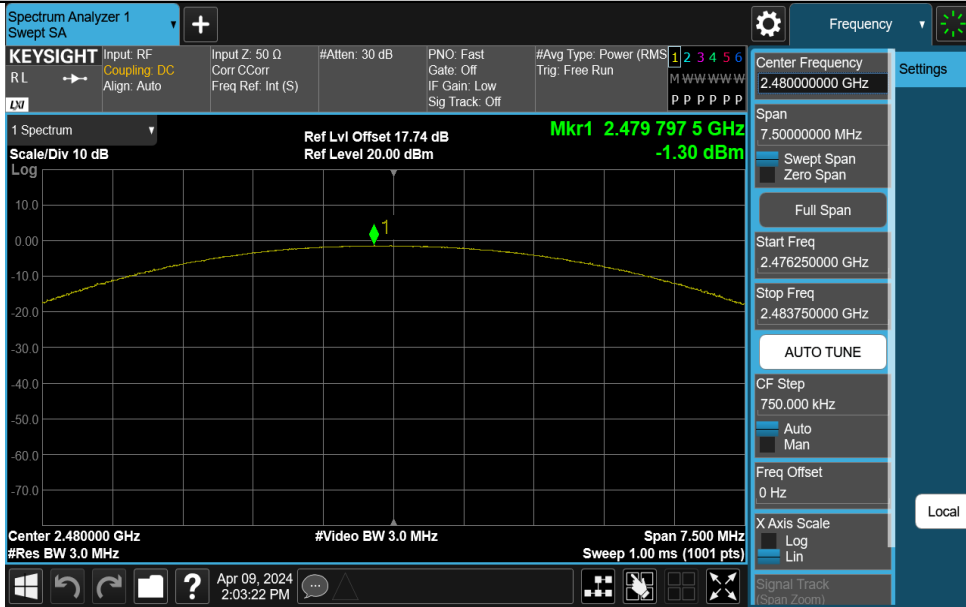 Spectrum Analyzer 1
Swept SA
+
Frequency
KEYSIGHT
RL
LXI
Input: RF
Coupling: DC
Align: Auto
Input Z: 50 Ω
Corr CCorr
Freq Ref: Int (S)
#Atten: 30 dB
PNO: Fast
Gate: Off
IF Gain: Low
Sig Track: Off
#Avg Type: Power (RMS
Trig: Free Run
1 2 3 4 5 6
M W W W W W
P P P P P P
1 Spectrum
Scale/Div 10 dB
Log
Ref Lvl Offset 17.74 dB
Ref Level 20.00 dBm
Mkr1 2.479 797 5 GHz
-1.30 dBm
1
10.0
0.00
-10.0
-20.0
-30.0
-40.0
-50.0
-60.0
-70.0
Center 2.480000 GHz
#Res BW 3.0 MHz
#Video BW 3.0 MHz
Span 7.500 MHz
Sweep 1.00 ms (1001 pts)
Center Frequency
2.480000000 GHz
Span
7.50000000 MHz
Swept Span
Zero Span
Full Span
Start Freq
2.476250000 GHz
Stop Freq
2.483750000 GHz
AUTO TUNE
CF Step
750.000 kHz
Auto
Man
Freq Offset
0 Hz
X Axis Scale
Log
Lin
Signal Track
(Span Zoom)
Settings
Local
?
Apr 09, 2024
2:03:22 PM